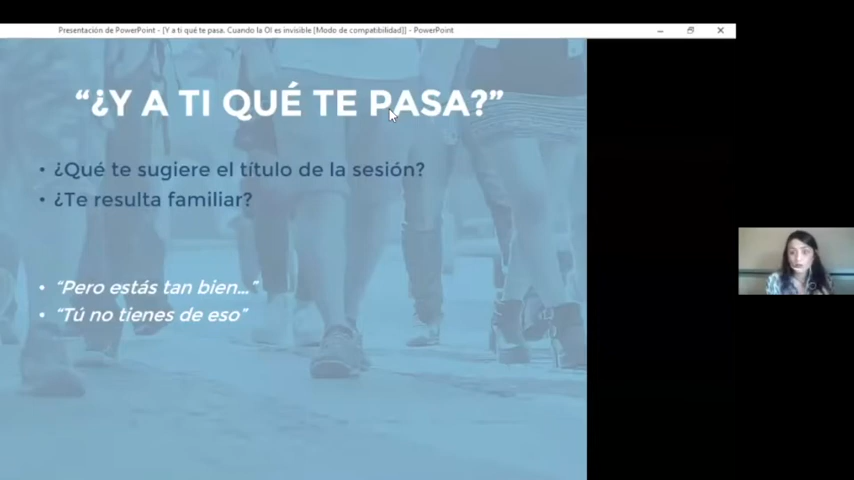 Presentación de PowerPoint - [Y a ti qué te pasa. Cuando la OI es invisible [Modo de compatibilidad]] - PowerPoint
“¿Y A TI QUÉ TE PASA?”
• ¿Qué te sugiere el título de la sesión?
• ¿Te resulta familiar?
• “Pero estás tan bien...”
• “Tú no tienes de eso”